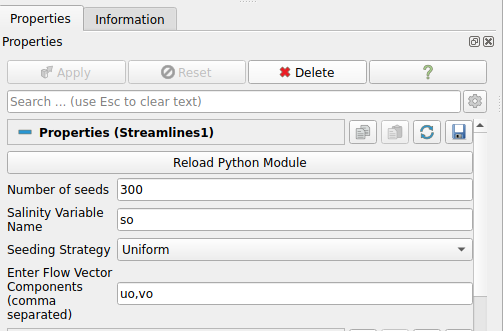 Properties
Information
Properties
Apply
Reset
Delete
?
Search ... (use Esc to clear text)
Properties (Streamlines1)
Reload Python Module
Number of seeds
300
Salinity Variable
Name
so
Seeding Strategy
Uniform
Enter Flow Vector
Components
(comma
separated)
uo,vo